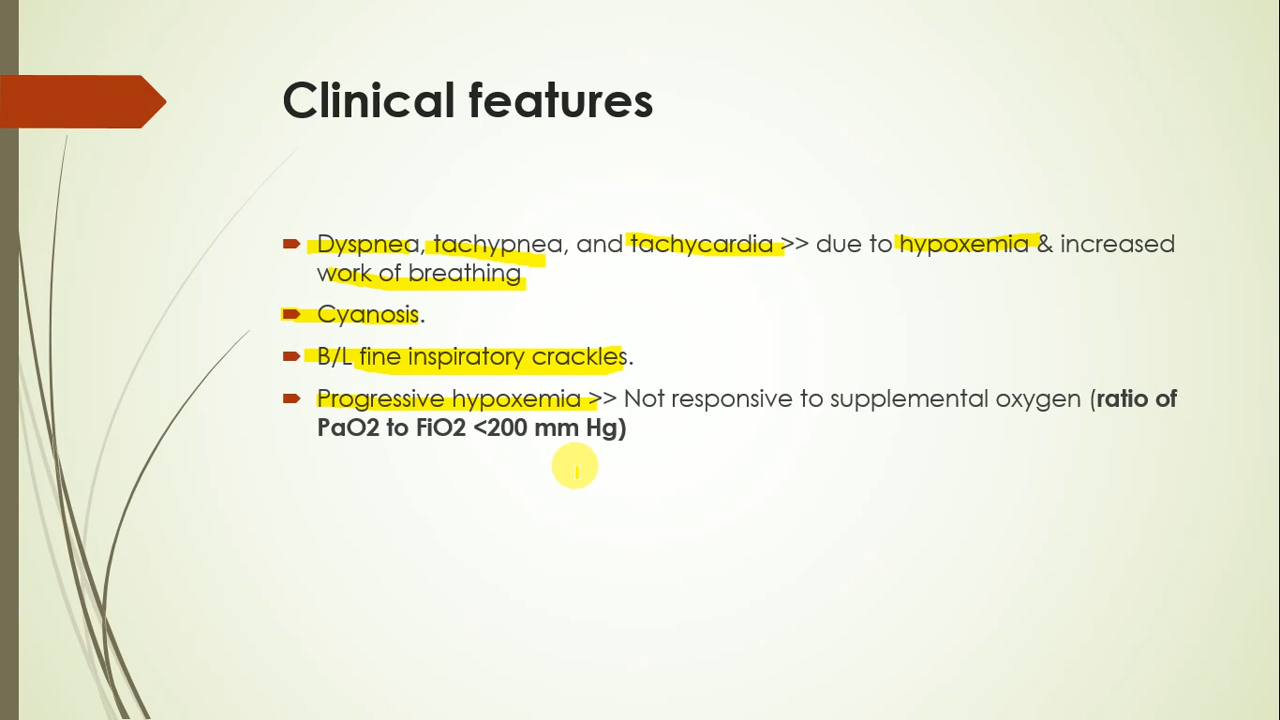 Clinical features
Dyspnea, tachypnea, and tachycardia >> due to hypoxemia & increased
work of breathing
Cyanosis.
B/L fine inspiratory crackles.
Progressive hypoxemia >> Not responsive to supplemental oxygen (ratio of
PaO2 to FiO2 <200 mm Hg)